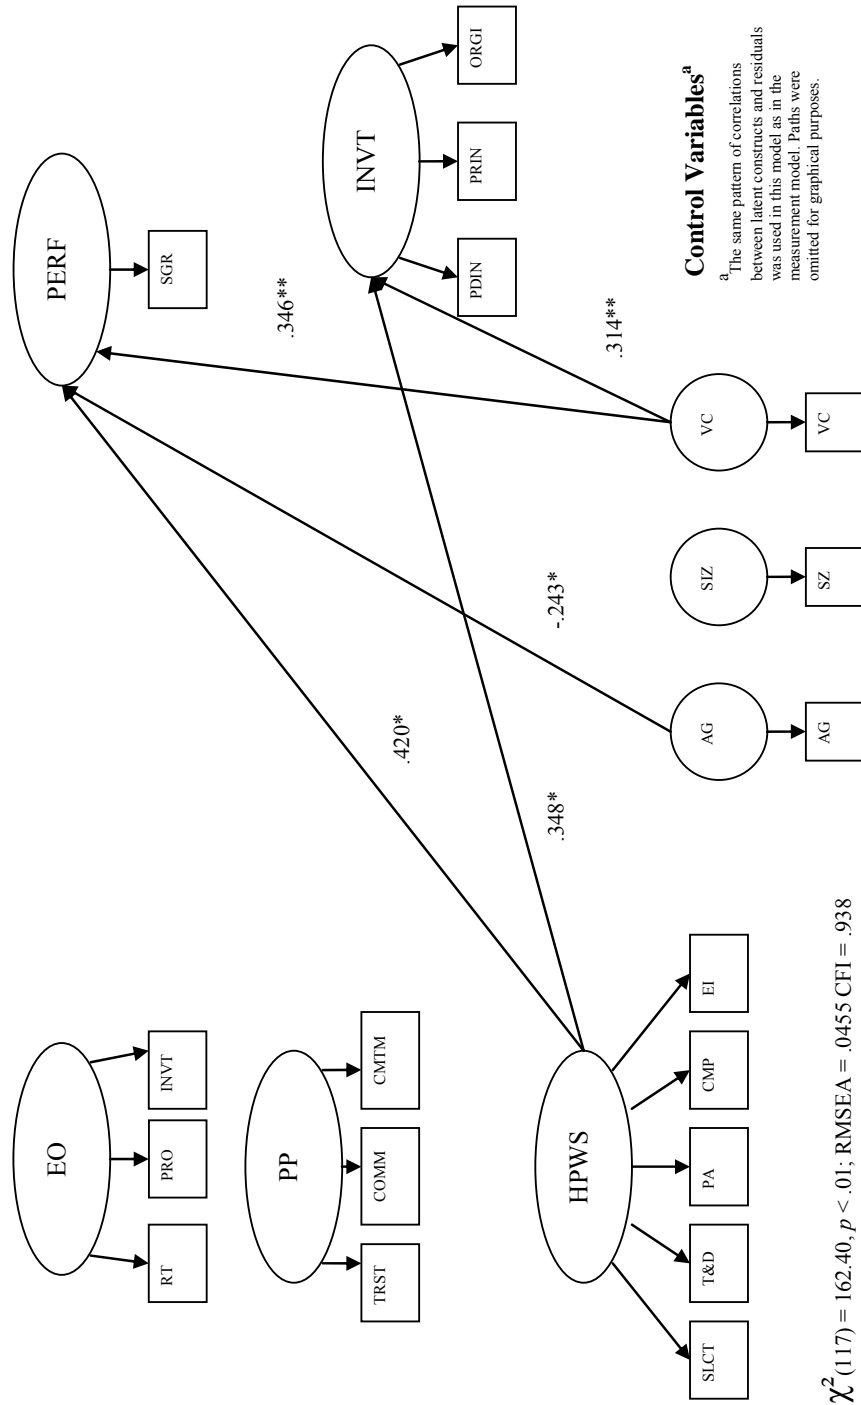 EO
RT
PRO
INVT
PP
TRST
COMM
CMTM
HPWS
SLCT
T&D
PA
CMP
EI
PERF
SGR
INVT
PDIN
PRIN
ORGI
.420*
.348*
-.243*
.346**
.314**
AG
AG
SIZ
SZ
VC
VC
Control Variablesᵃ
ᵃThe same pattern of correlations
between latent constructs and residuals
was used in this model as in the
measurement model. Paths were
omitted for graphical purposes.
χ² (117) = 162.40, p < .01; RMSEA = .0455 CFI = .938